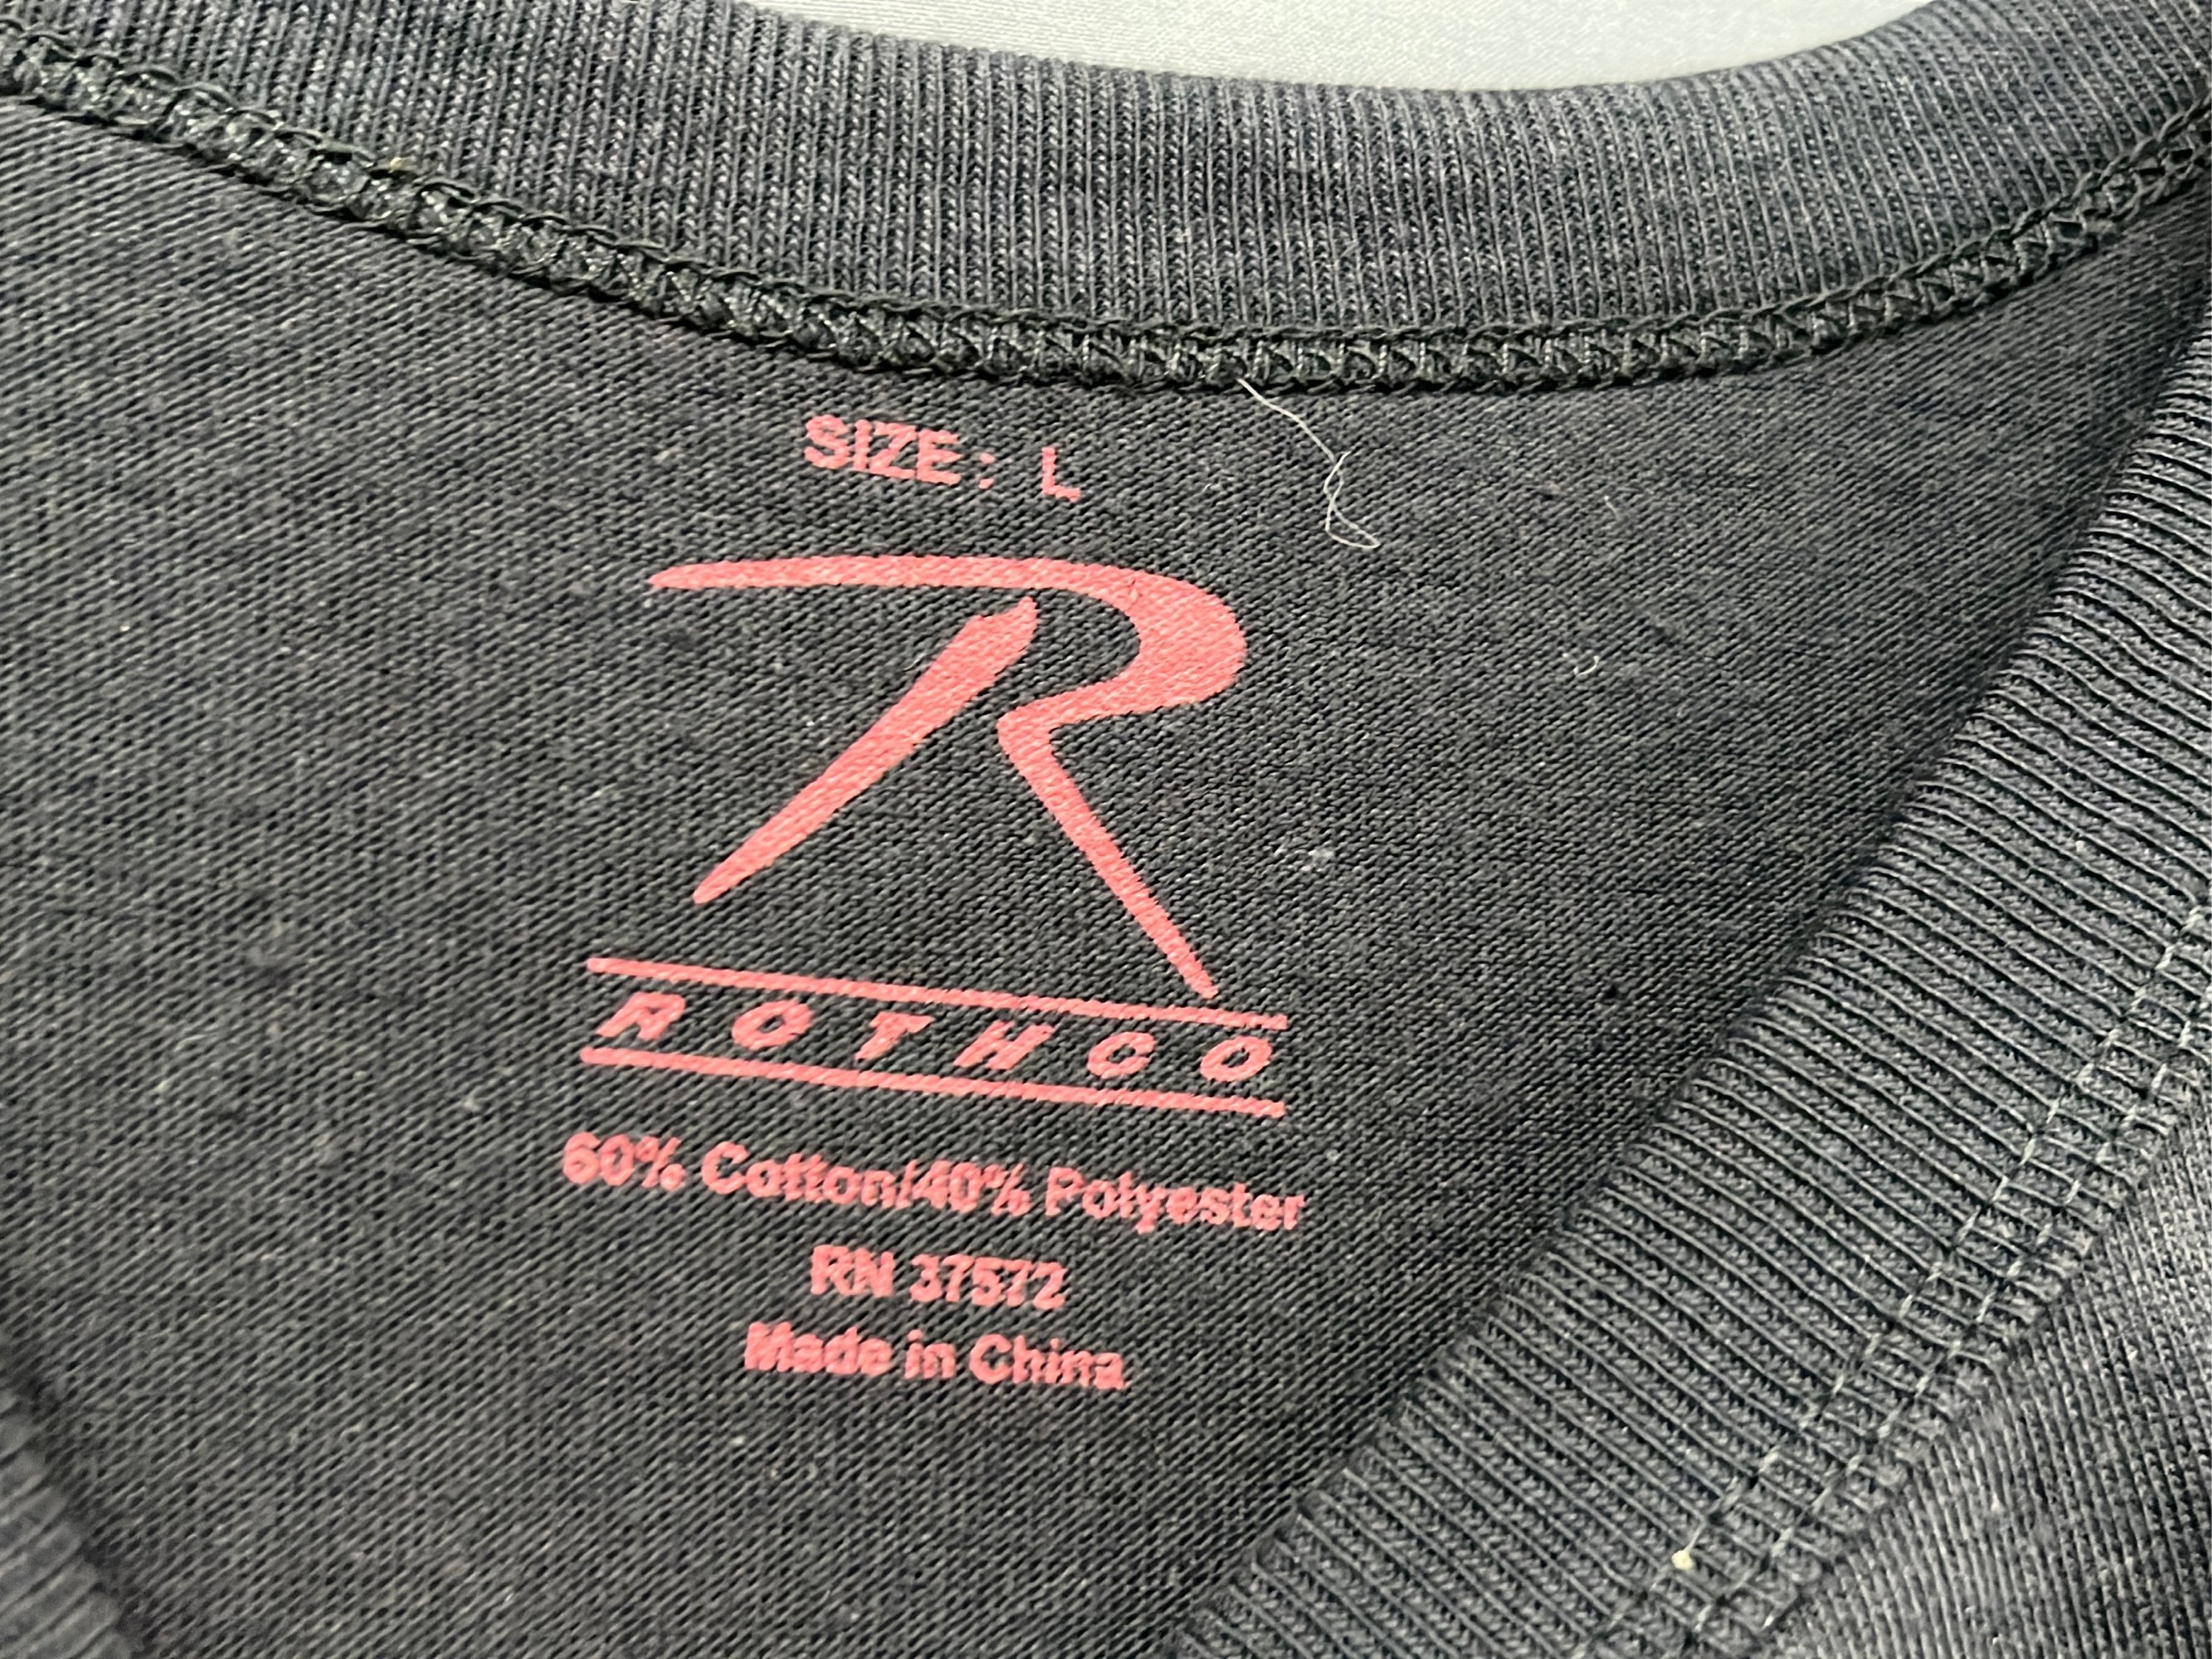 SIZE: L
R
ROTHCO
60% Cotton/40% Polyester
RN 37572
Made in China